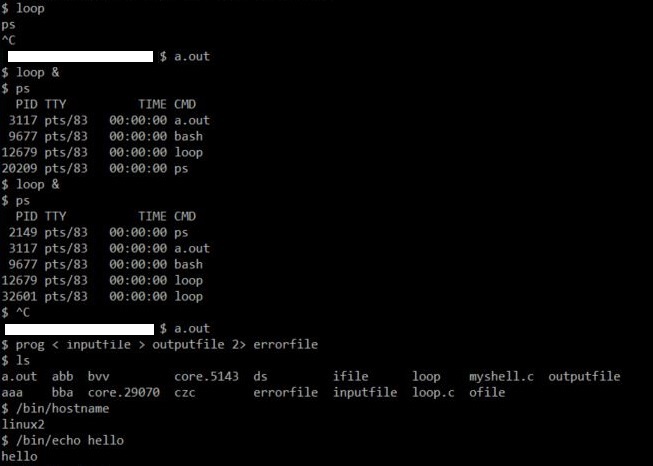 $ loop
ps
^C
$ a.out
$ loop &
$ ps
PID TTY TIME CMD
3117 pts/83 00:00:00 a.out
9677 pts/83 00:00:00 bash
12679 pts/83 00:00:00 loop
20209 pts/83 00:00:00 ps
$ loop &
$ ps
PID TTY TIME CMD
2149 pts/83 00:00:00 ps
3117 pts/83 00:00:00 a.out
9677 pts/83 00:00:00 bash
12679 pts/83 00:00:00 loop
32601 pts/83 00:00:00 loop
$ ^C
$ a.out
$ prog < inputfile > outputfile 2> errorfile
$ ls
a.out abb bvv core.5143 ds ifile loop myshell.c outputfile
aaa bba core.29070 czc errorfile inputfile loop.c ofile
$ /bin/hostname
linux2
$ /bin/echo hello
hello